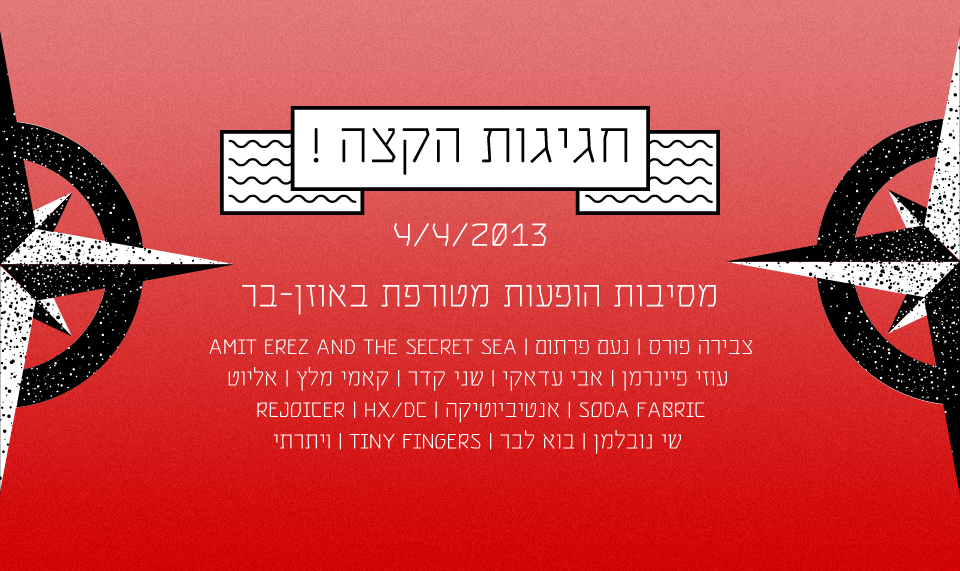 חגיגות הקצה !
4/4/2013
מסיבות הופעות מטורפת באוזן-בר
צבירה פורס | נעם פרתום | AMIT EREZ AND THE SECRET SEA
עוזי פיינרמן | אבי עדאקי | שני קדר | קאמי מלץ | אליוט
REJOICER | HX/DC | אנטיביוטיקה | SODA FABRIC
שי נובלמן | בוא לבר | TINY FINGERS | ויתרתי